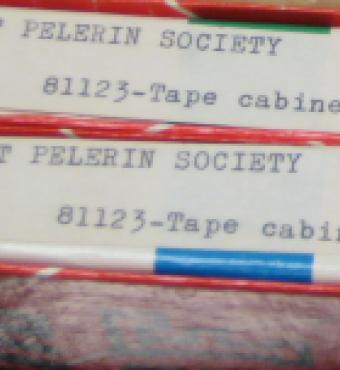 T PELERIN SOCIETY
81123-Tape cabine
T PELERIN SOCIETY
81123-Tape cabin